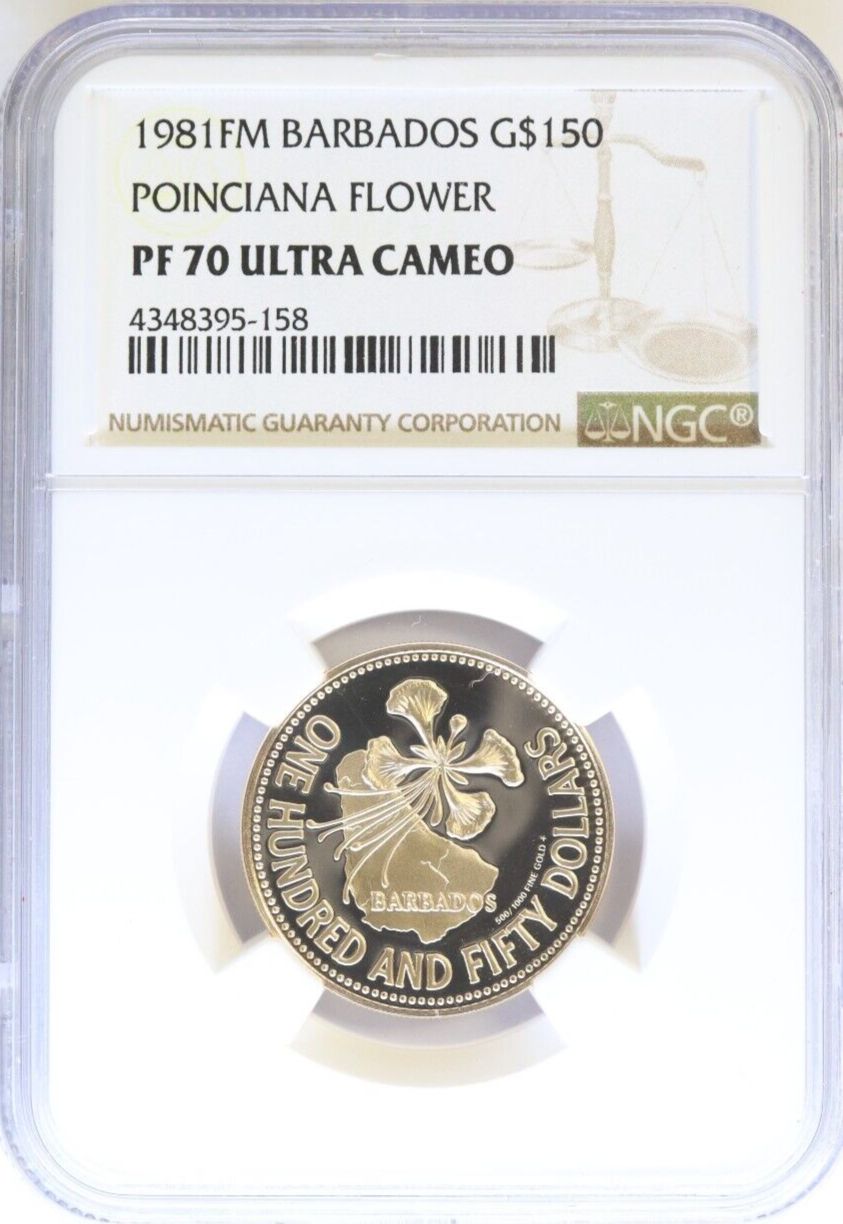 1981FM BARBADOS G$150
POINCIANA FLOWER
PF 70 ULTRA CAMEO
4348395-158
NUMISMATIC GUARANTY CORPORATION
NGC®
ONE HUNDRED AND FIFTY DOLLARS
BARBADOS
500/1000 FINE GOLD